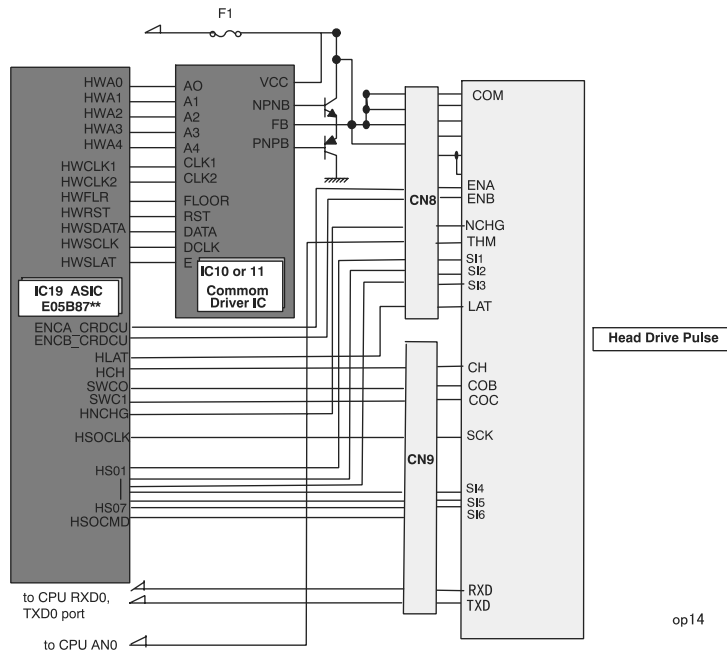 F1
HWA0 AO VCC
HWA1 A1
HWA2 A2 NPNB
HWA3 A3 FB
HWA4 A4 PNPB
HWCLK1 CLK1
HWCLK2 CLK2
HWFLR FLOOR
HWRST RST
HWSDATA DATA
HWSCLK DCLK
HWSLAT E
IC19 ASIC
E05B87**
IC10 or 11
Commom
Driver IC
ENCA_CRDCU
ENCB_CRDCU
HLAT
HCH
SWCO
SWC1
HNCHG
HSOCLK
HS01
HS07
HSOCMD
CN8
CN9
COM
ENA
ENB
NCHG
THM
SI1
SI2
SI3
LAT
CH
COB
COC
SCK
SI4
SI5
SI6
RXD
TXD
Head Drive Pulse
to CPU RXD0,
TXD0 port
to CPU AN0
op14